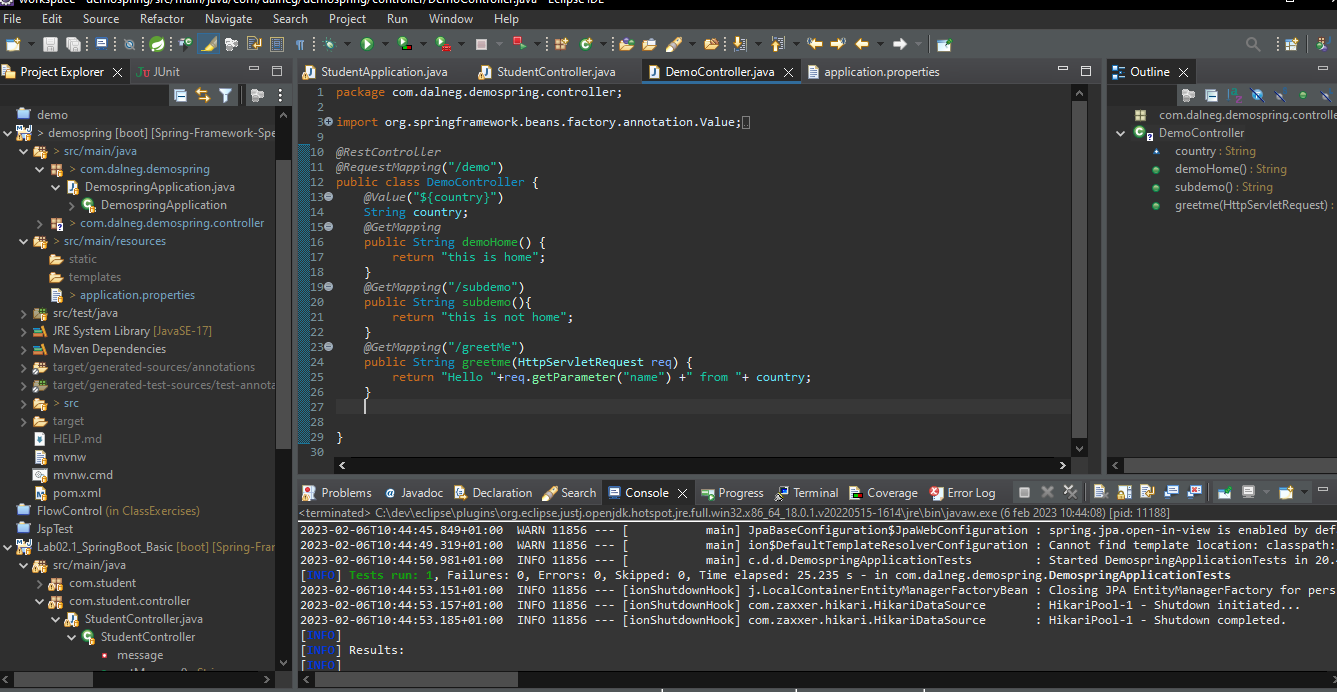 workspace - demospring/src/main/java/com/dalneg/demospring/controller/DemoController.java - Eclipse IDE
File Edit Source Refactor Navigate Search Project Run Window Help
Project Explorer
JUnit
demo
> demospring [boot] [Spring-Framework-Spe
> src/main/java
> com.dalneg.demospring
DemospringApplication.java
DemospringApplication
> com.dalneg.demospring.controller
> src/main/resources
static
templates
> application.properties
src/test/java
JRE System Library [JavaSE-17]
Maven Dependencies
target/generated-sources/annotations
target/generated-test-sources/test-annota
> src
target
HELP.md
mvnw
mvnw.cmd
pom.xml
FlowControl (in ClassExercises)
JspTest
Lab02.1_SpringBoot_Basic [boot] [Spring-Frar
src/main/java
com.student
com.student.controller
StudentController.java
StudentController
message
StudentApplication.java
StudentController.java
DemoController.java
application.properties
1 package com.dalneg.demospring.controller;
2
3 import org.springframework.beans.factory.annotation.Value;
9
10 @RestController
11 @RequestMapping("/demo")
12 public class DemoController {
13 @Value("${country}")
14 String country;
15 @GetMapping
16 public String demoHome() {
17 return "this is home";
18 }
19 @GetMapping("/subdemo")
20 public String subdemo(){
21 return "this is not home";
22 }
23 @GetMapping("/greetMe")
24 public String greetme(HttpServletRequest req) {
25 return "Hello "+req.getParameter("name") +" from "+ country;
26 }
27
28
29 }
30
Outline
com.dalneg.demospring.controlle
DemoController
country : String
demoHome() : String
subdemo() : String
greetme(HttpServletRequest) :
Problems
Javadoc
Declaration
Search
Console
Progress
Terminal
Coverage
Error Log
<terminated> C:\dev\eclipse\plugins\org.eclipse.justj.openjdk.hotspot.jre.full.win32.x86_64_18.0.1.v20220515-1614\jre\bin\javaw.exe (6 feb 2023 10:44:08) [pid: 11188]
2023-02-06T10:44:45.849+01:00 WARN 11856 --- [ main] JpaBaseConfiguration$JpaWebConfiguration : spring.jpa.open-in-view is enabled by def
2023-02-06T10:44:49.319+01:00 WARN 11856 --- [ main] ion$DefaultTemplateResolverConfiguration : Cannot find template location: classpath:
2023-02-06T10:44:50.981+01:00 INFO 11856 --- [ main] c.d.d.DemospringApplicationTests : Started DemospringApplicationTests in 20.
[INFO] Tests run: 1, Failures: 0, Errors: 0, Skipped: 0, Time elapsed: 25.235 s - in com.dalneg.demospring.DemospringApplicationTests
2023-02-06T10:44:53.151+01:00 INFO 11856 --- [ionShutdownHook] j.LocalContainerEntityManagerFactoryBean : Closing JPA EntityManagerFactory for pers
2023-02-06T10:44:53.157+01:00 INFO 11856 --- [ionShutdownHook] com.zaxxer.hikari.HikariDataSource : HikariPool-1 - Shutdown initiated...
2023-02-06T10:44:53.185+01:00 INFO 11856 --- [ionShutdownHook] com.zaxxer.hikari.HikariDataSource : HikariPool-1 - Shutdown completed.
[INFO]
[INFO] Results:
[INFO]